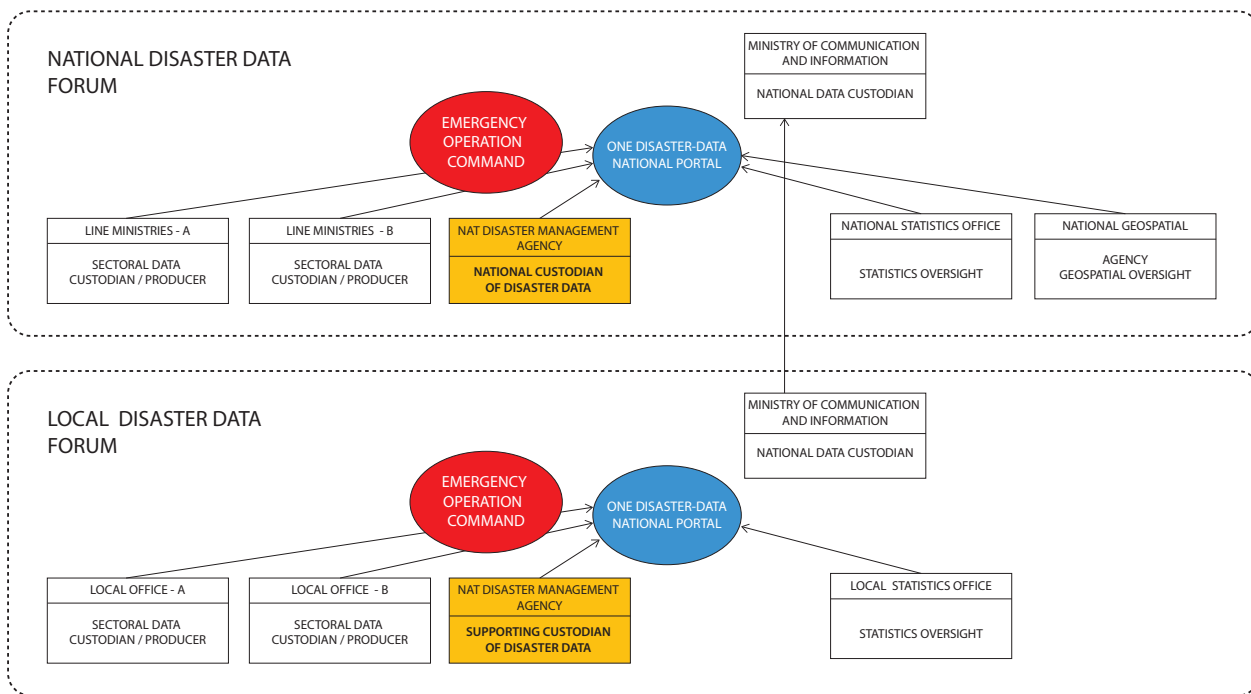 NATIONAL DISASTER DATA
FORUM
MINISTRY OF COMMUNICATION
AND INFORMATION
NATIONAL DATA CUSTODIAN
EMERGENCY
OPERATION
COMMAND
ONE DISASTER-DATA
NATIONAL PORTAL
LINE MINISTRIES - A
SECTORAL DATA
CUSTODIAN / PRODUCER
LINE MINISTRIES - B
SECTORAL DATA
CUSTODIAN / PRODUCER
NAT DISASTER MANAGEMENT
AGENCY
NATIONAL CUSTODIAN
OF DISASTER DATA
NATIONAL STATISTICS OFFICE
STATISTICS OVERSIGHT
NATIONAL GEOSPATIAL
AGENCY
GEOSPATIAL OVERSIGHT
LOCAL DISASTER DATA
FORUM
MINISTRY OF COMMUNICATION
AND INFORMATION
NATIONAL DATA CUSTODIAN
EMERGENCY
OPERATION
COMMAND
ONE DISASTER-DATA
NATIONAL PORTAL
LOCAL OFFICE - A
SECTORAL DATA
CUSTODIAN / PRODUCER
LOCAL OFFICE - B
SECTORAL DATA
CUSTODIAN / PRODUCER
NAT DISASTER MANAGEMENT
AGENCY
SUPPORTING CUSTODIAN
OF DISASTER DATA
LOCAL STATISTICS OFFICE
STATISTICS OVERSIGHT